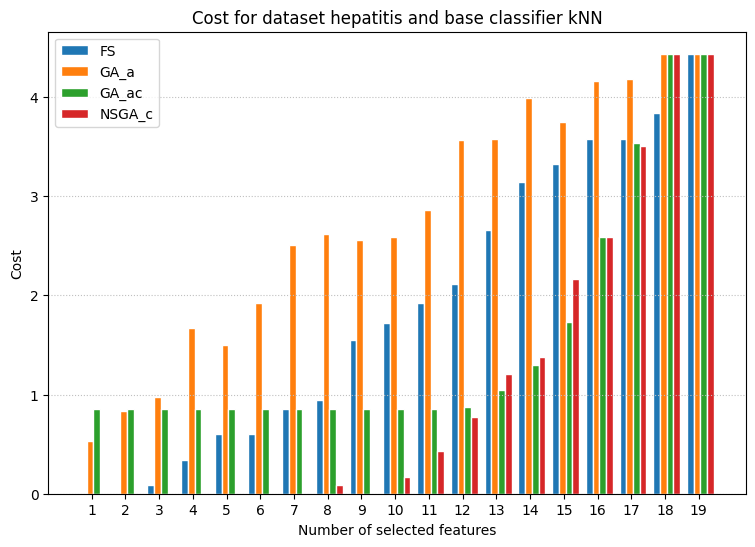 Cost for dataset hepatitis and base classifier kNN
FS
GA_a
GA_ac
NSGA_c
4
3
2
1
0
Cost
1 2 3 4 5 6 7 8 9 10 11 12 13 14 15 16 17 18 19
Number of selected features